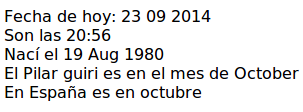 Fecha de hoy: 23 09 2014
Son las 20:56
Nací el 19 Aug 1980
El Pilar guiri es en el mes de October
En España es en octubre